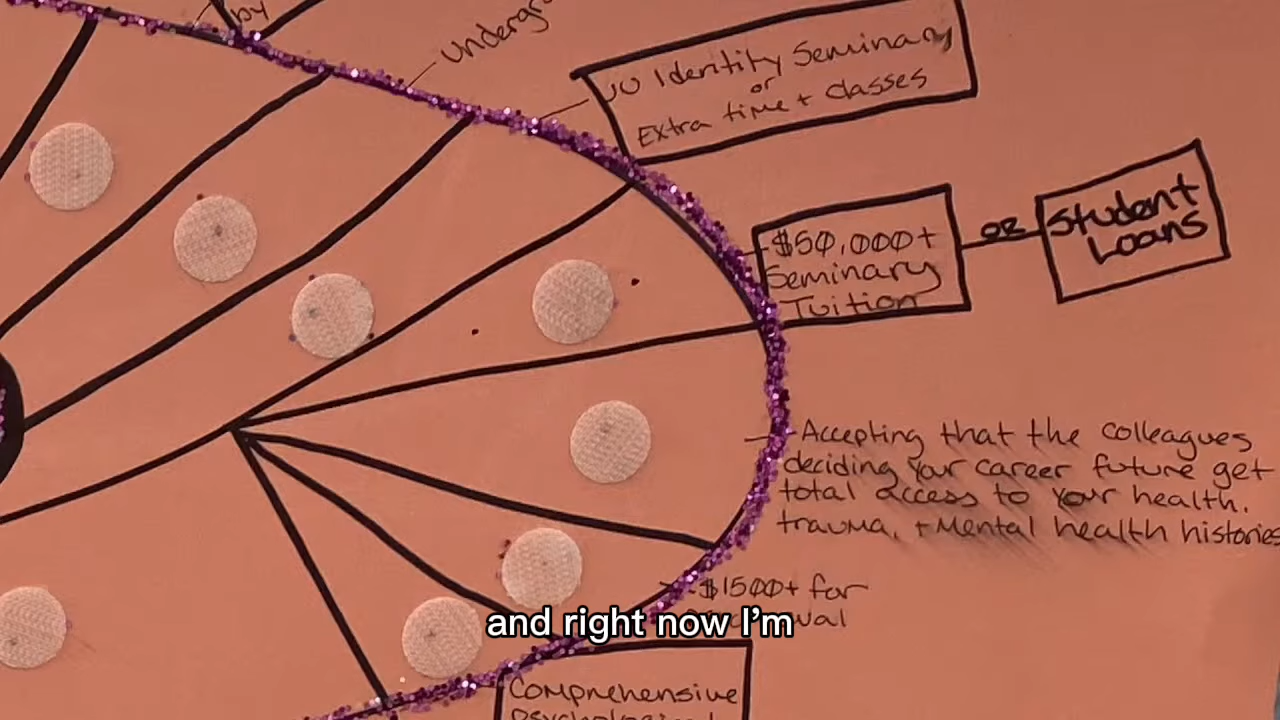 by
Undergr
UU Identitity Seminary
or
Extra time + classes
$50,000+
Seminary
Tuition
OR
Student
Loans
Accepting that the colleagues
deciding your career future get
total access to your health,
trauma, + Mental health histories
$1500+ for
and right now I'm
Comprehensive